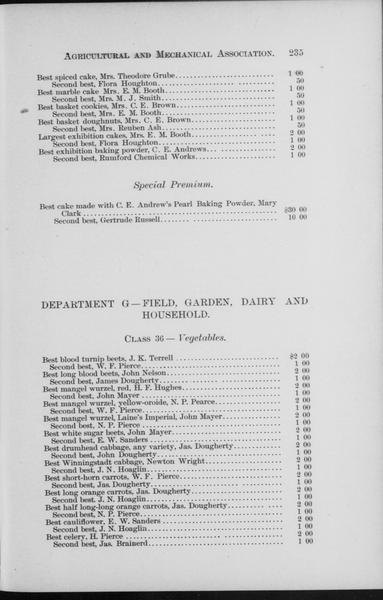 AGRICULTURAL AND MECHANICAL ASSOCIATION. 235
Best spiced cake, Mrs. Theodore Grube 1 00
Second best, Flora Houghton 50
Best marble cake Mrs. E. M. Booth 1 00
Second best, Mrs. M. J. Smith 50
Best basket cookies, Mrs. C. E. Brown 1 00
Second best, Mrs. E. M. Booth 50
Best basket doughnuts, Mrs. C. E. Brown 1 00
Second best, Mrs. Reuben Ash 50
Largest exhibition cakes, Mrs. E. M. Booth 2 00
Second best, Flora Houghton 1 00
Best exhibition baking powder, C. E. Andrews 2 00
Second best, Rumford Chemical Works 1 00
Special Premium.
Best cake made with C. E. Andrew's Pearl Baking Powder, Mary
Clark $30 00
Second best, Gertrude Russell 10 00
DEPARTMENT G—FIELD, GARDEN, DAIRY AND
HOUSEHOLD.
CLASS 36 — Vegetables.
Best blood turnip beets, J. K. Terrell $2 00
Second best, W. F. Pierce 1 00
Best long blood beets, John Nelson 2 00
Second best, James Dougherty 1 00
Best mangel wurzel, red, H. F. Hughes 2 00
Second best, John Mayer 1 00
Best mangel wurzel, yellow-oroide, N. P. Pearce 2 00
Second best, W. F. Pierce 1 00
Best mangel wurzel, Laine's Imperial, John Mayer 2 00
Second best, N. P. Pierce 1 00
Best white sugar beets, John Mayer 2 00
Second best, E. W. Sanders 1 00
Best drumhead cabbage, any variety, Jas. Dougherty 2 00
Second best, John Dougherty 1 00
Best Winningstadt cabbage, Newton Wright 2 00
Second best, J. N. Hoaglin 1 00
Best short-horn carrots, W. F. Pierce 2 00
Second best, Jas. Dougherty 1 00
Best long orange carrots, Jas. Dougherty 2 00
Second best, J. N. Hoaglin 1 00
Best half long-long orange carrots, Jas. Dougherty 2 00
Second best, N. P. Pierce 1 00
Best cauliflower, E. W. Sanders 2 00
Second best, J. N. Hoaglin 1 00
Best celery, H. Pierce 2 00
Second best, Jas. Brainerd 1 00